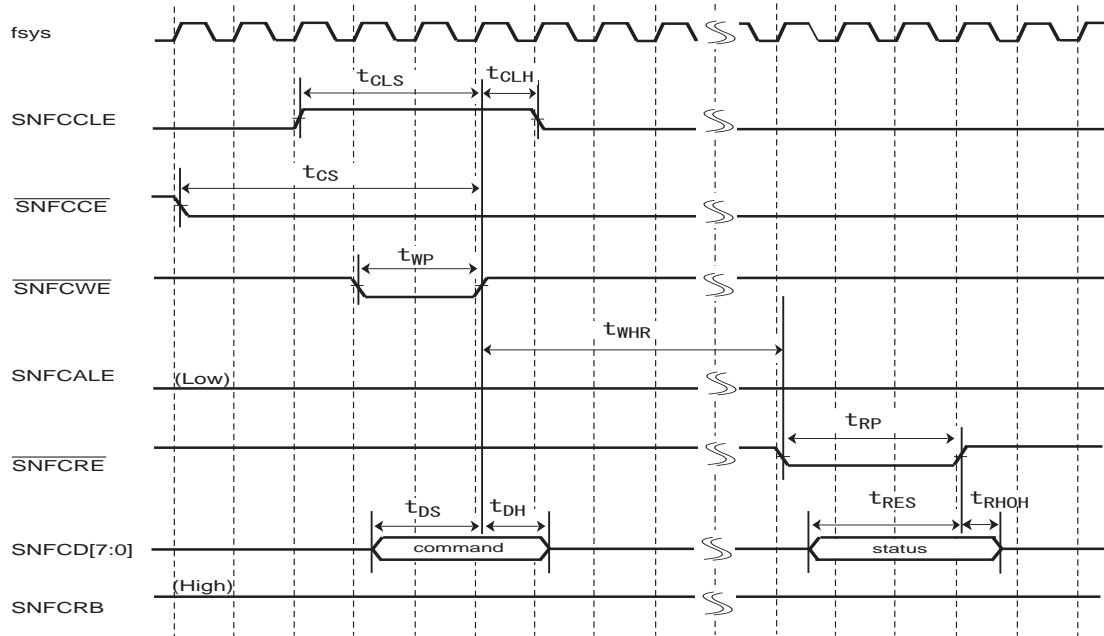 fsys
tCLS
tCLH
SNFCCLE
tCS
SNFCCE
tWP
SNFCWE
tWHR
SNFCALE (Low)
tRP
SNFCRE
tDS tDH tRES tRHOH
SNFCD[7:0] command status
(High)
SNFCRB